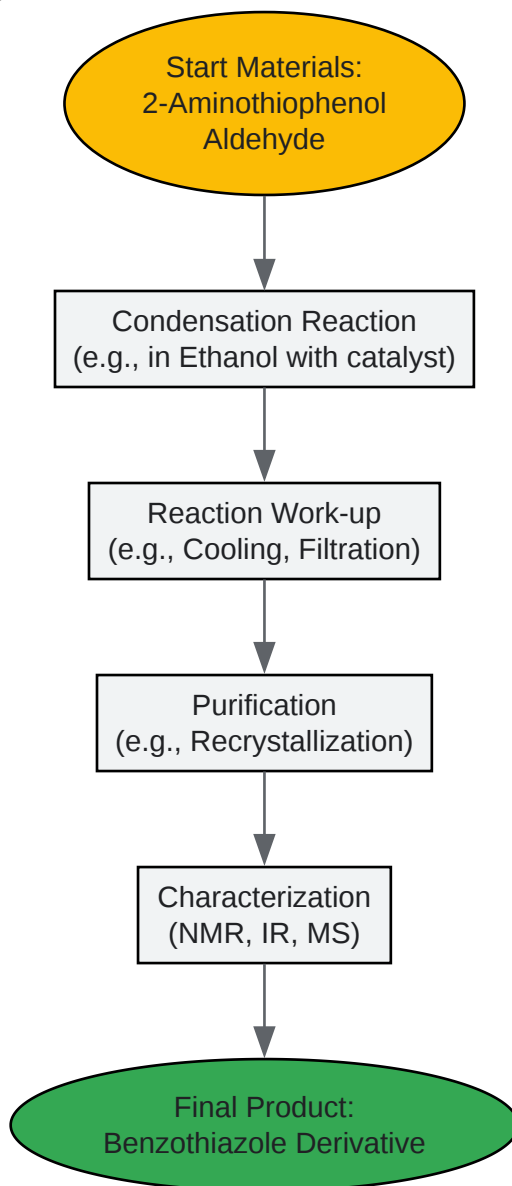 Start Materials:
2-Aminothiophenol
Aldehyde
Condensation Reaction
(e.g., in Ethanol with catalyst)
Reaction Work-up
(e.g., Cooling, Filtration)
Purification
(e.g., Recrystallization)
Characterization
(NMR, IR, MS)
Final Product:
Benzothiazole Derivative